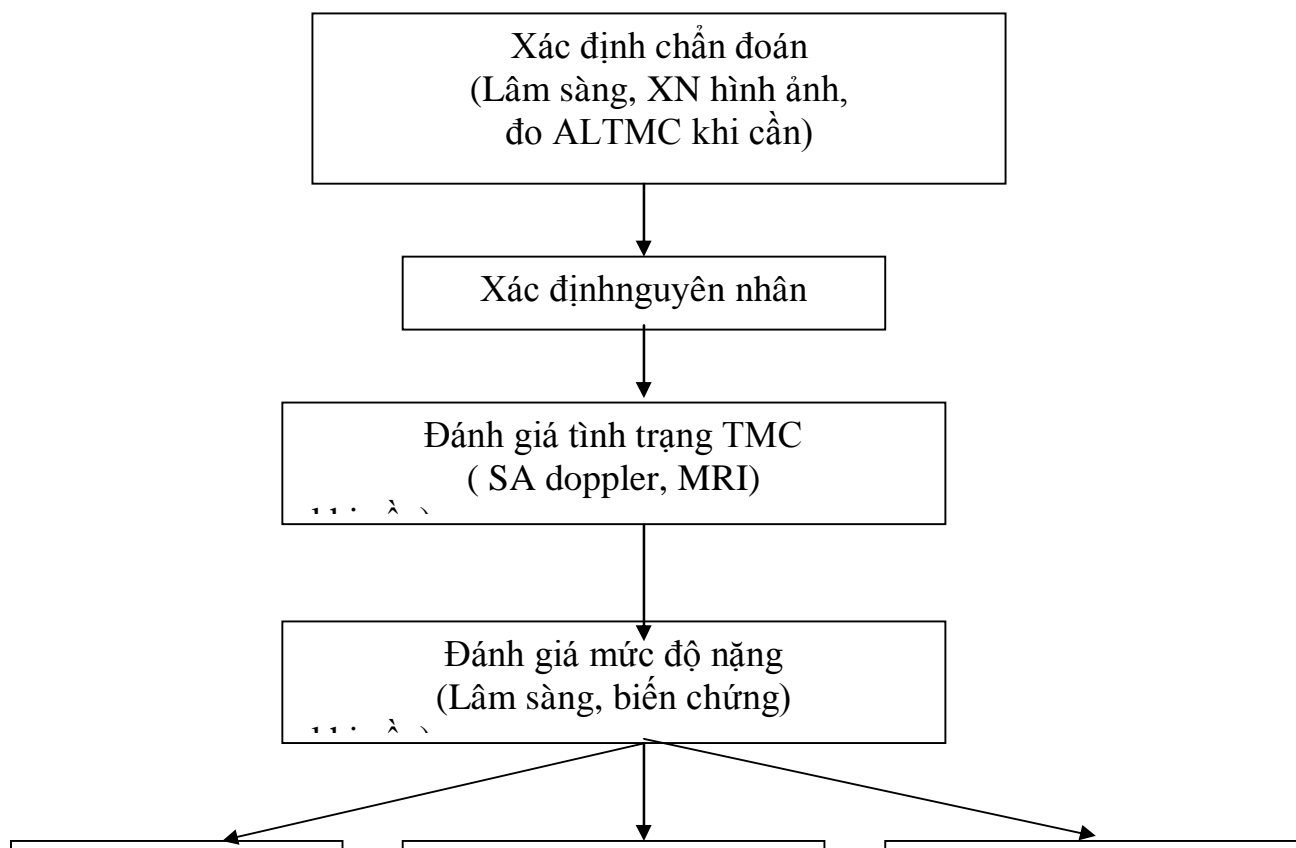 Xác định chẩn đoán
(Lâm sàng, XN hình ảnh,
đo ALTMC khi cần)
Xác địnhnguyên nhân
Đánh giá tình trạng TMC
( SA doppler, MRI)
Đánh giá mức độ nặng
(Lâm sàng, biến chứng)